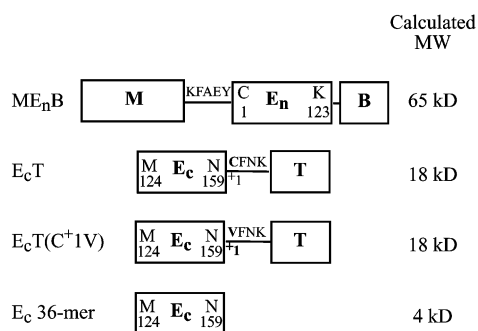 Calculated
MW
MEnB M KFAEY C En K 1 123 B 65 kD
EcT M Ec N 124 159 CFNK +1 T 18 kD
EcT(C+1V) M Ec N 124 159 VFNK +1 T 18 kD
Ec 36-mer M Ec N 124 159 4 kD